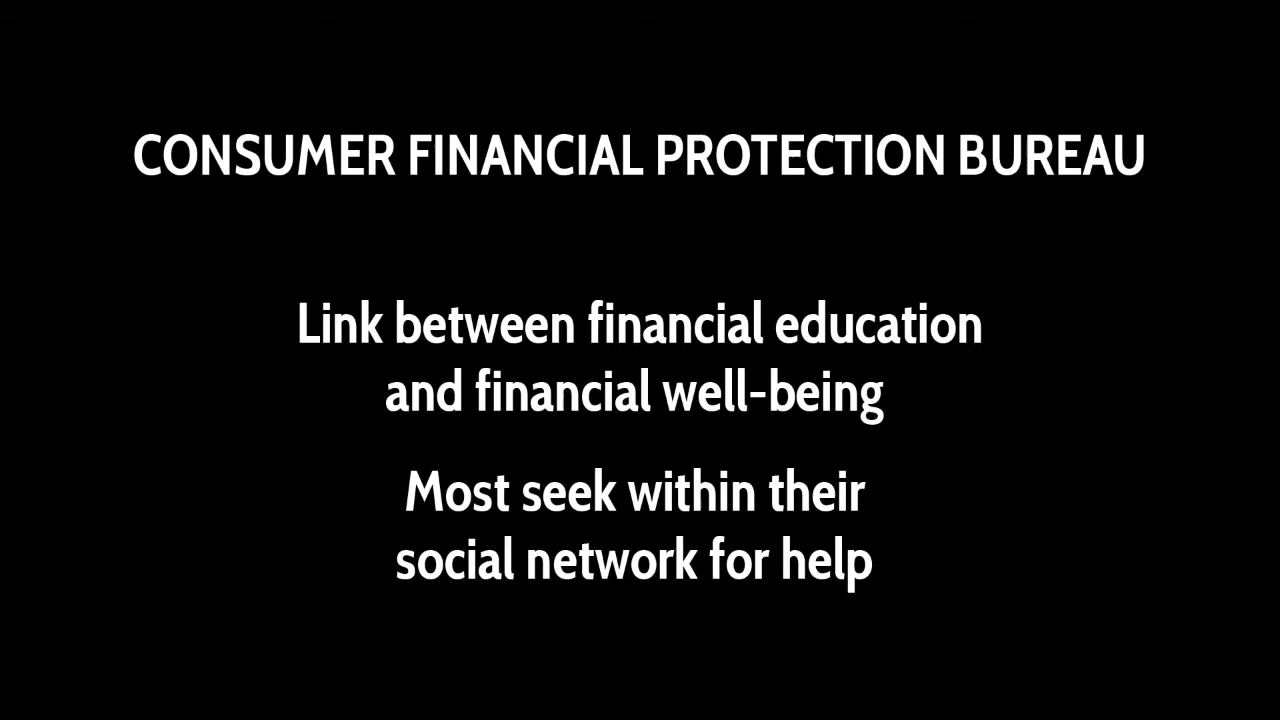 CONSUMER FINANCIAL PROTECTION BUREAU
Link between financial education
and financial well-being
Most seek within their
social network for help